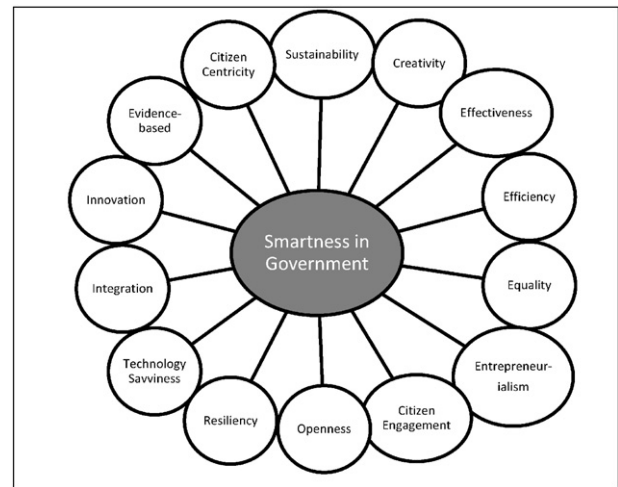 Smartness in
Government
Sustainability
Creativity
Effectiveness
Efficiency
Equality
Entrepreneur-
ialism
Citizen
Engagement
Openness
Resiliency
Technology
Savviness
Integration
Innovation
Evidence-
based
Citizen
Centricity